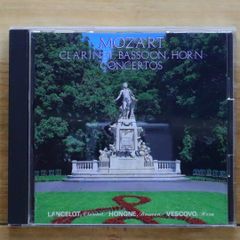 MOZART
CLARINET, BASSOON, HORN
CONCERTOS
LANCELOT, Clarinet / HONGNE, Bassoon / VESCOVO, Horn